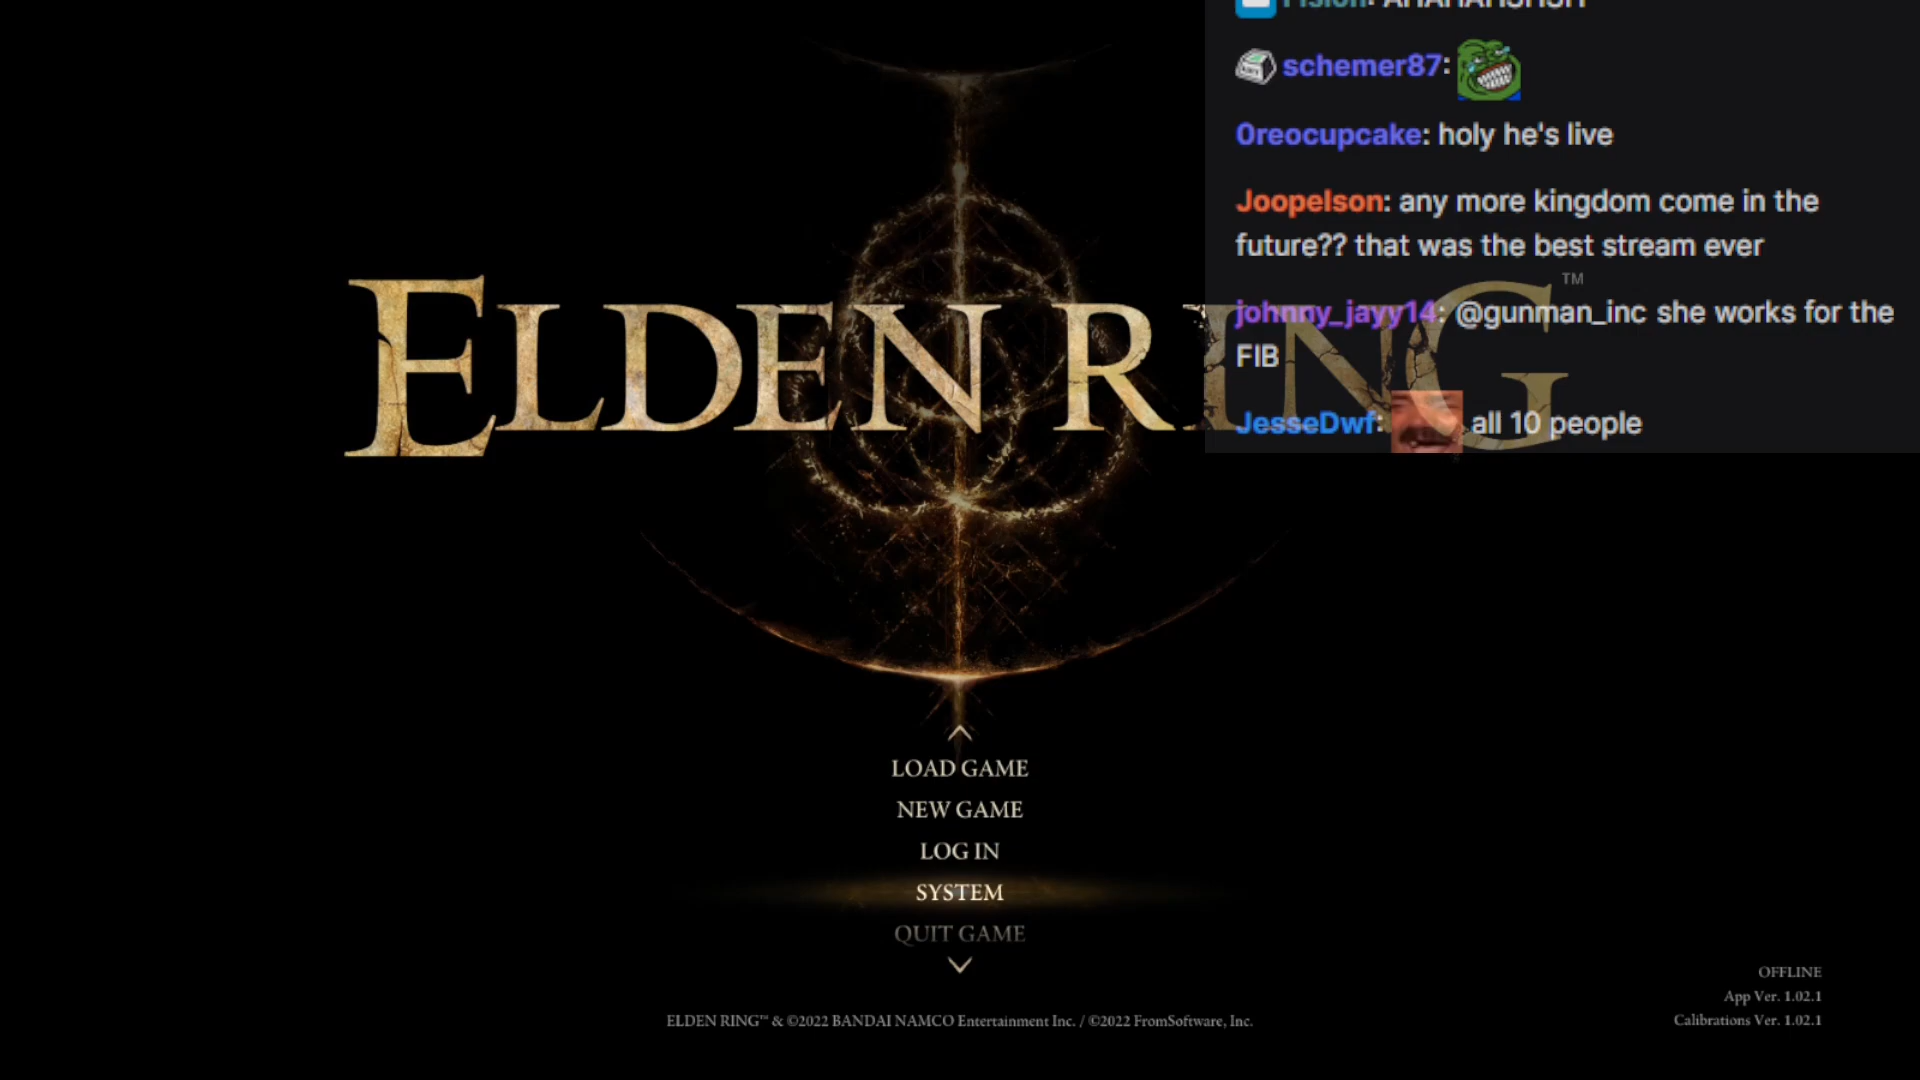 schemer87:
Oreocupcake: holy he's live
Joopelson: any more kingdom come in the
future?? that was the best stream ever
johnny_jayy14: @gunman_inc she works for the
FIB
JesseDwf: all 10 people
ELDEN RING™
LOAD GAME
NEW GAME
LOG IN
SYSTEM
QUIT GAME
OFFLINE
App Ver. 1.02.1
Calibrations Ver. 1.02.1
ELDEN RING™ & ©2022 BANDAI NAMCO Entertainment Inc. / ©2022 FromSoftware, Inc.